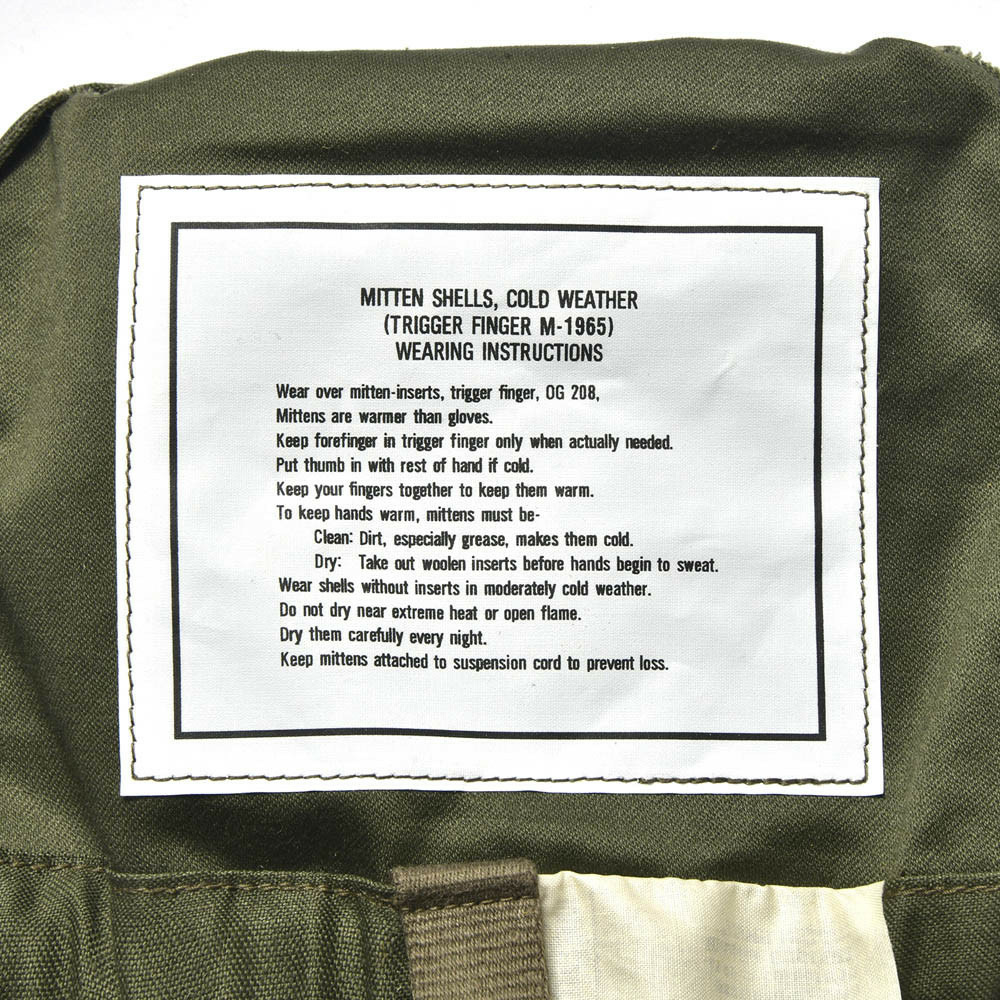 MITTEN SHELLS, COLD WEATHER
(TRIGGER FINGER M-1965)
WEARING INSTRUCTIONS
Wear over mitten-inserts, trigger finger, OG 208,
Mittens are warmer than gloves.
Keep forefinger in trigger finger only when actually needed.
Put thumb in with rest of hand if cold.
Keep your fingers together to keep them warm.
To keep hands warm, mittens must be-
Clean: Dirt, especially grease, makes them cold.
Dry: Take out woolen inserts before hands begin to sweat.
Wear shells without inserts in moderately cold weather.
Do not dry near extreme heat or open flame.
Dry them carefully every night.
Keep mittens attached to suspension cord to prevent loss.